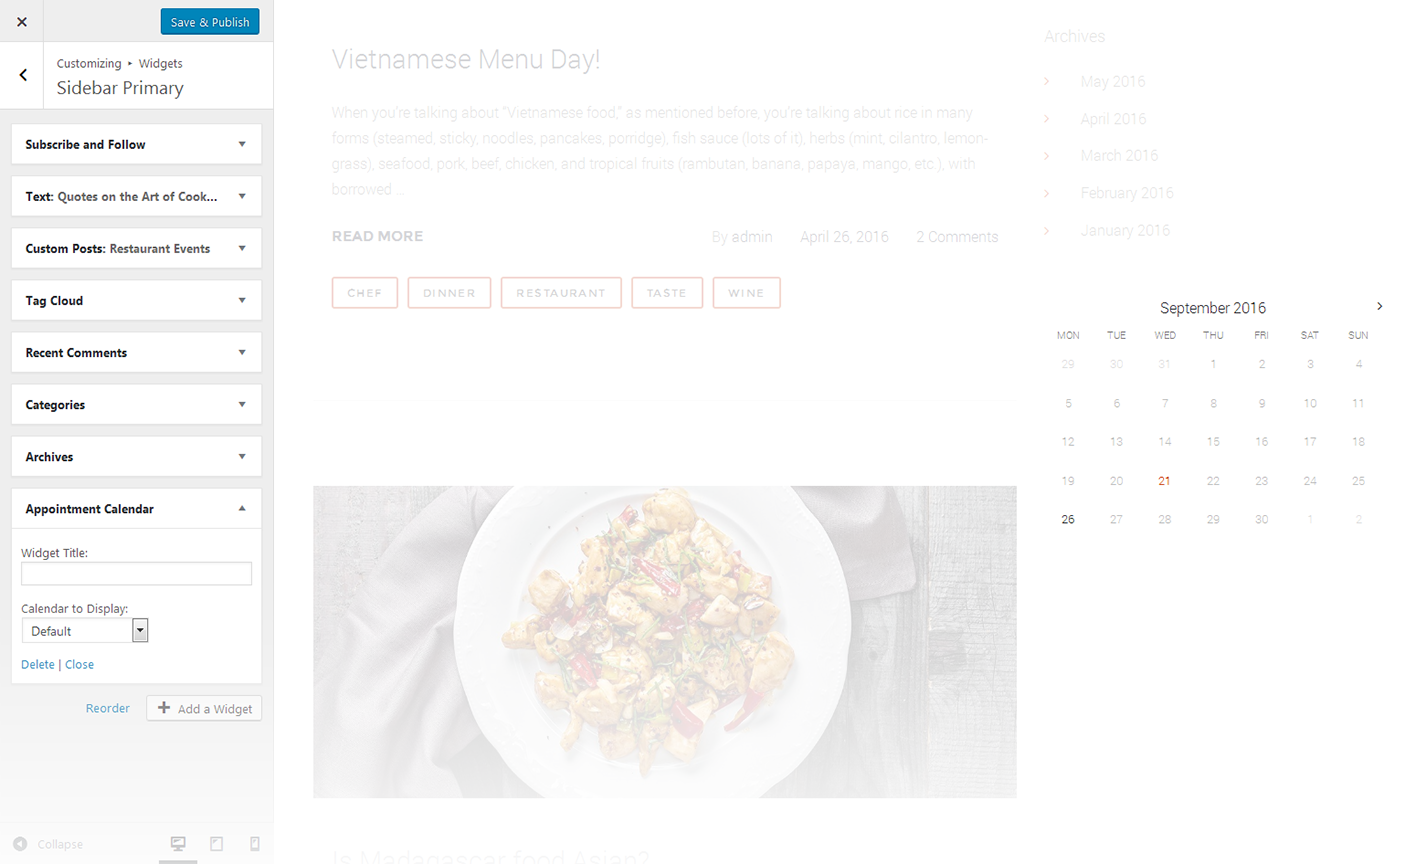 Save & Publish
Customizing ▸ Widgets
Sidebar Primary
Subscribe and Follow
Text: Quotes on the Art of Cook...
Custom Posts: Restaurant Events
Tag Cloud
Recent Comments
Categories
Archives
Appointment Calendar
Widget Title:
Calendar to Display:
Default
Delete | Close
Reorder
Add a Widget
Collapse
Vietnamese Menu Day!
When you're talking about "Vietnamese food," as mentioned before, you're talking about rice in many
forms (steamed, sticky, noodles, pancakes, porridge), fish sauce (lots of it), herbs (mint, cilantro, lemon-
grass), seafood, pork, beef, chicken, and tropical fruits (rambutan, banana, papaya, mango, etc.), with
borrowed ...
READ MORE By admin April 26, 2016 2 Comments
CHEF DINNER RESTAURANT TASTE WINE
Is Madagascar food Asian?
Archives
May 2016
April 2016
March 2016
February 2016
January 2016
September 2016
MON TUE WED THU FRI SAT SUN
29 30 31 1 2 3 4
5 6 7 8 9 10 11
12 13 14 15 16 17 18
19 20 21 22 23 24 25
26 27 28 29 30 1 2